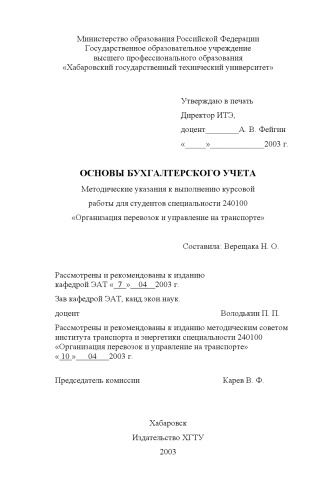 Министерство образования Российской Федерации
Государственное образовательное учреждение
высшего профессионального образования
«Хабаровский государственный технический университет»
Утверждаю в печать
Директор ИТЭ,
доцент________А. В. Фейгин
«_____»_____________2003 г.
ОСНОВЫ БУХГАЛТЕРСКОГО УЧЕТА
Методические указания к выполнению курсовой
работы для студентов специальности 240100
«Организация перевозок и управление на транспорте»
Составила: Верещака Н. О.
Рассмотрены и рекомендованы к изданию
кафедрой ЭАТ «_7_»__04__2003 г.
Зав кафедрой ЭАТ, канд.экон.наук
доцент Володькин П. П.
Рассмотрены и рекомендованы к изданию методическим советом
института транспорта и энергетики специальности 240100
«Организация перевозок и управление на транспорте»
«_10_»___04___2003 г.
Председатель комиссии Карев В. Ф.
Хабаровск
Издательство ХГТУ
2003